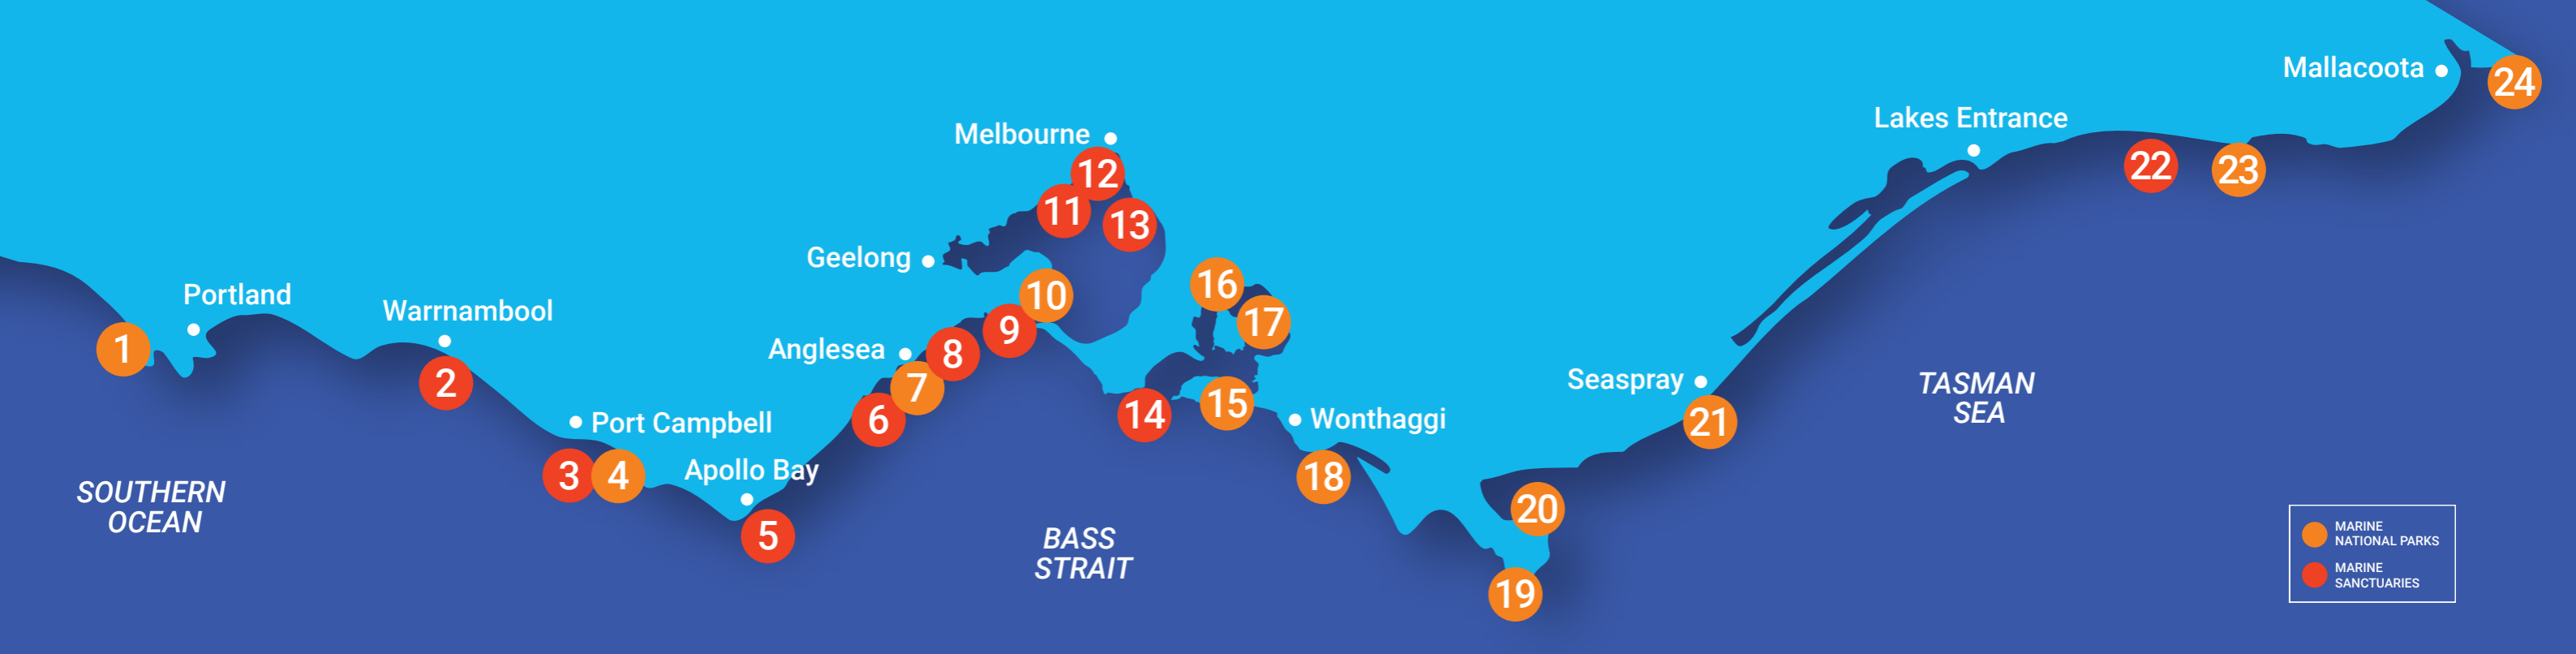 Mallacoota
24
Lakes Entrance
Melbourne
12
22
23
11
13
Geelong
Portland
10
16
Warrnambool
9
17
1
Anglesea
8
2
7
Seaspray
TASMAN
SEA
6
14
15
Wonthaggi
21
Port Campbell
3
4
Apollo Bay
18
SOUTHERN
OCEAN
5
20
BASS
STRAIT
19
MARINE
NATIONAL PARKS
MARINE
SANCTUARIES